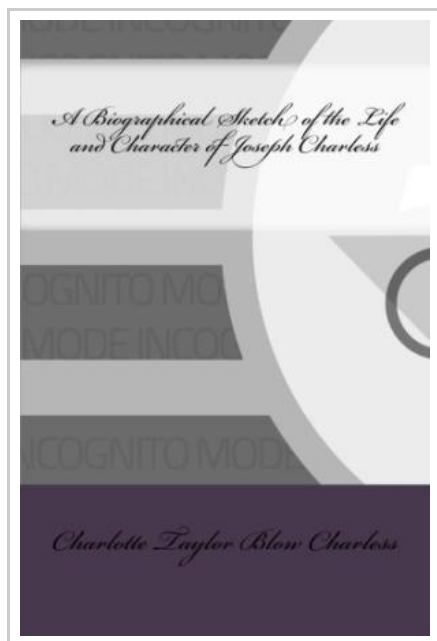 MODE INCOGNITO
A Biographical Sketch of the Life
and Character of Joseph Charless
OGNITO MO
MODE INCOG
NCOGNITO MODE
Charlotte Taylor Blow Charless